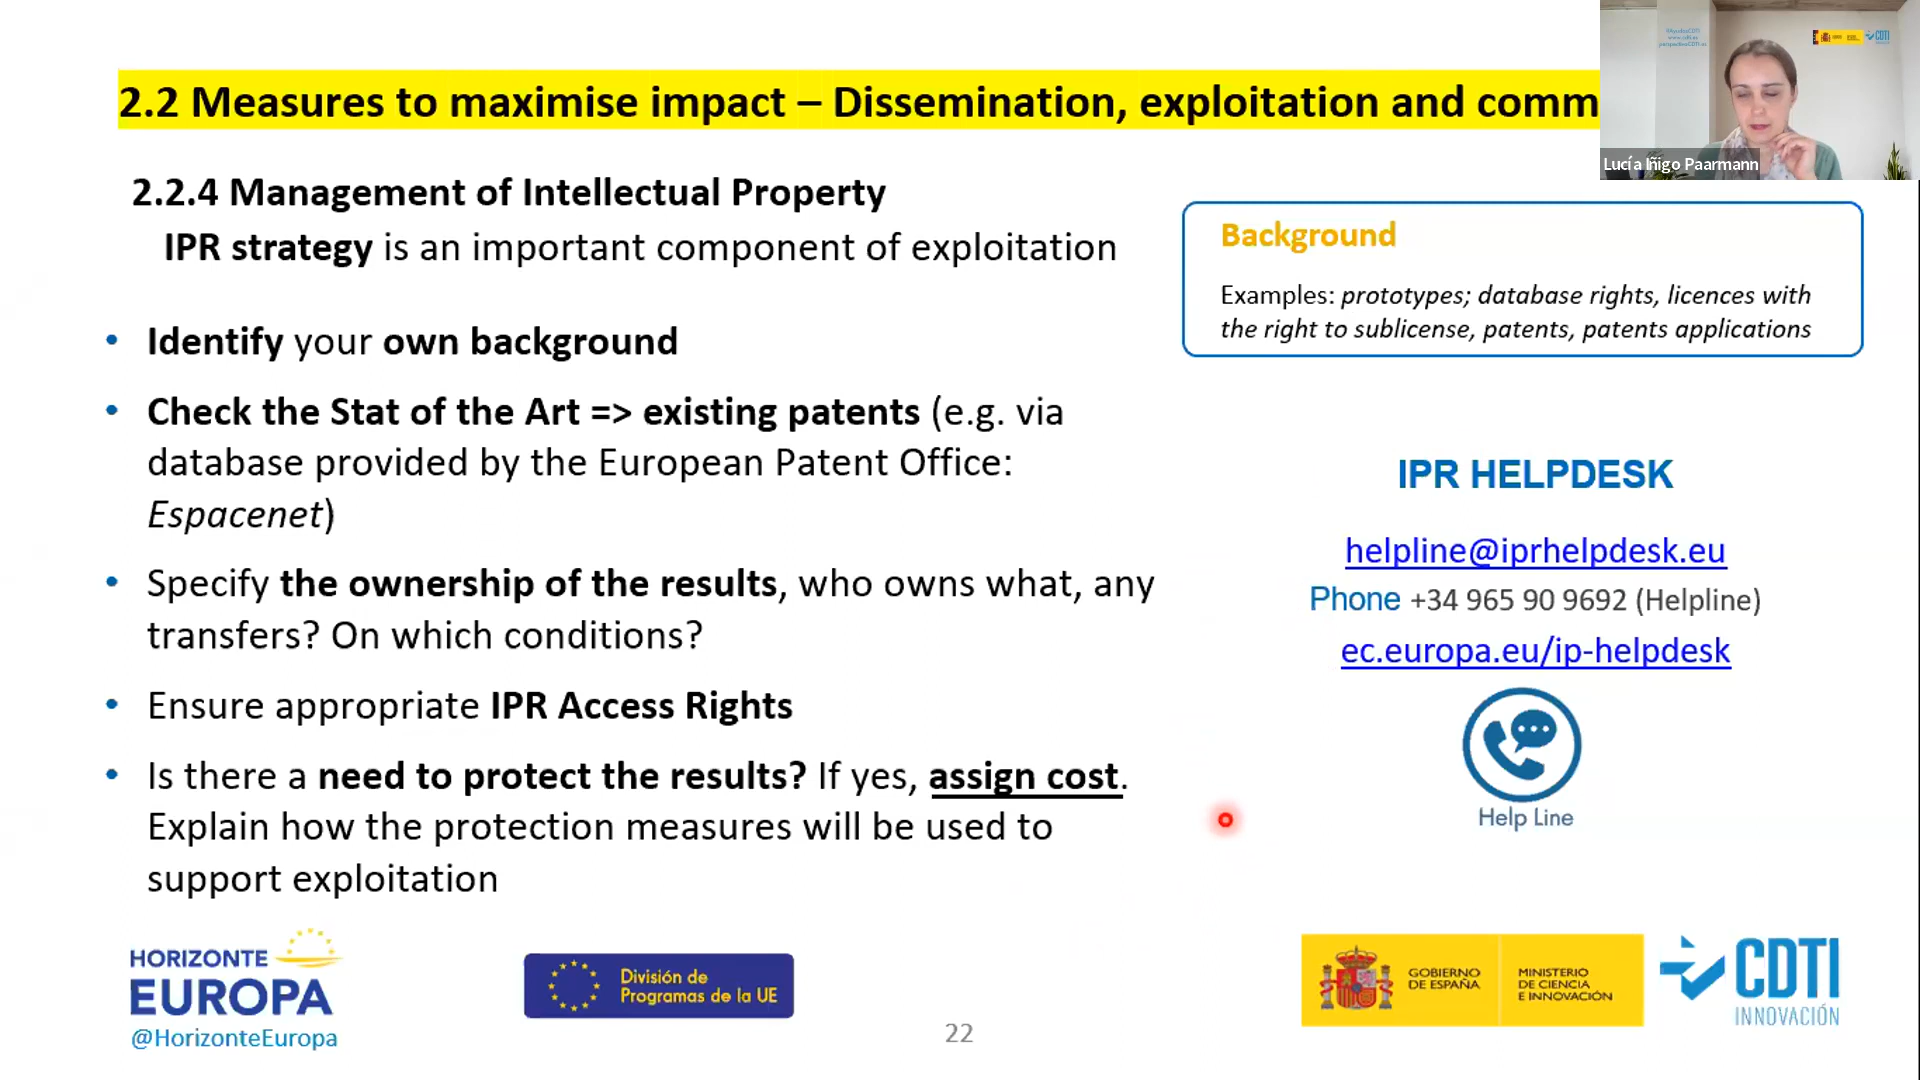 2.2 Measures to maximise impact – Dissemination, exploitation and comm
Lucía Iñigo Paarmann
2.2.4 Management of Intellectual Property
IPR strategy is an important component of exploitation
• Identify your own background
• Check the Stat of the Art => existing patents (e.g. via
database provided by the European Patent Office:
Espacenet)
• Specify the ownership of the results, who owns what, any
transfers? On which conditions?
• Ensure appropriate IPR Access Rights
• Is there a need to protect the results? If yes, assign cost.
Explain how the protection measures will be used to
support exploitation
Background
Examples: prototypes; database rights, licences with
the right to sublicense, patents, patents applications
IPR HELPDESK
helpline@iprhelpdesk.eu
Phone +34 965 90 9692 (Helpline)
ec.europa.eu/ip-helpdesk
Help Line
HORIZONTE
EUROPA
@HorizonteEuropa
División de
Programas de la UE
22
GOBIERNO
DE ESPAÑA
MINISTERIO
DE CIENCIA
E INNOVACIÓN
CDTI
INNOVACIÓN